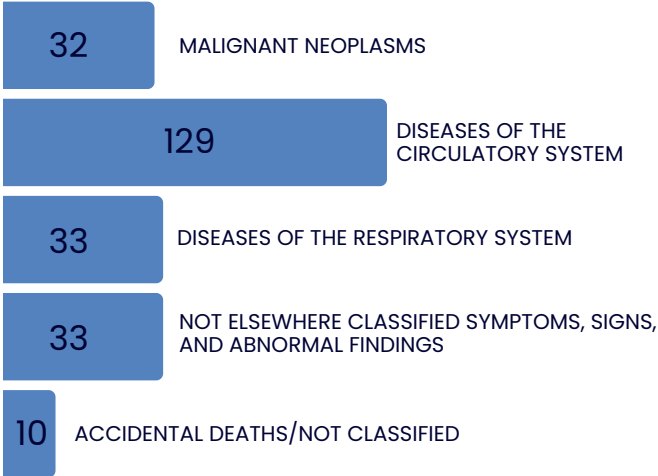 32
MALIGNANT NEOPLASMS
129
DISEASES OF THE
CIRCULATORY SYSTEM
33
DISEASES OF THE RESPIRATORY SYSTEM
33
NOT ELSEWHERE CLASSIFIED SYMPTOMS, SIGNS,
AND ABNORMAL FINDINGS
10
ACCIDENTAL DEATHS/NOT CLASSIFIED